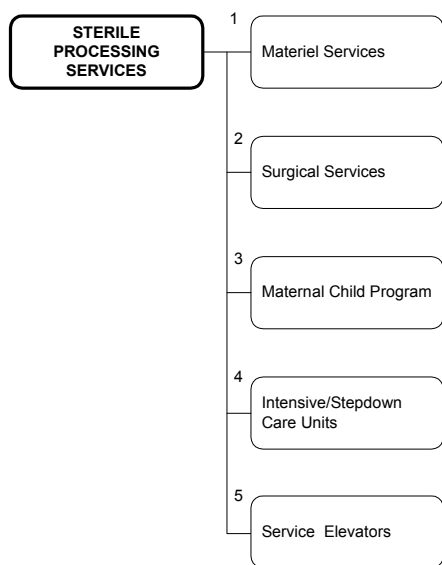 STERILE
PROCESSING
SERVICES
1
Materiel Services
2
Surgical Services
3
Maternal Child Program
4
Intensive/Stepdown
Care Units
5
Service Elevators